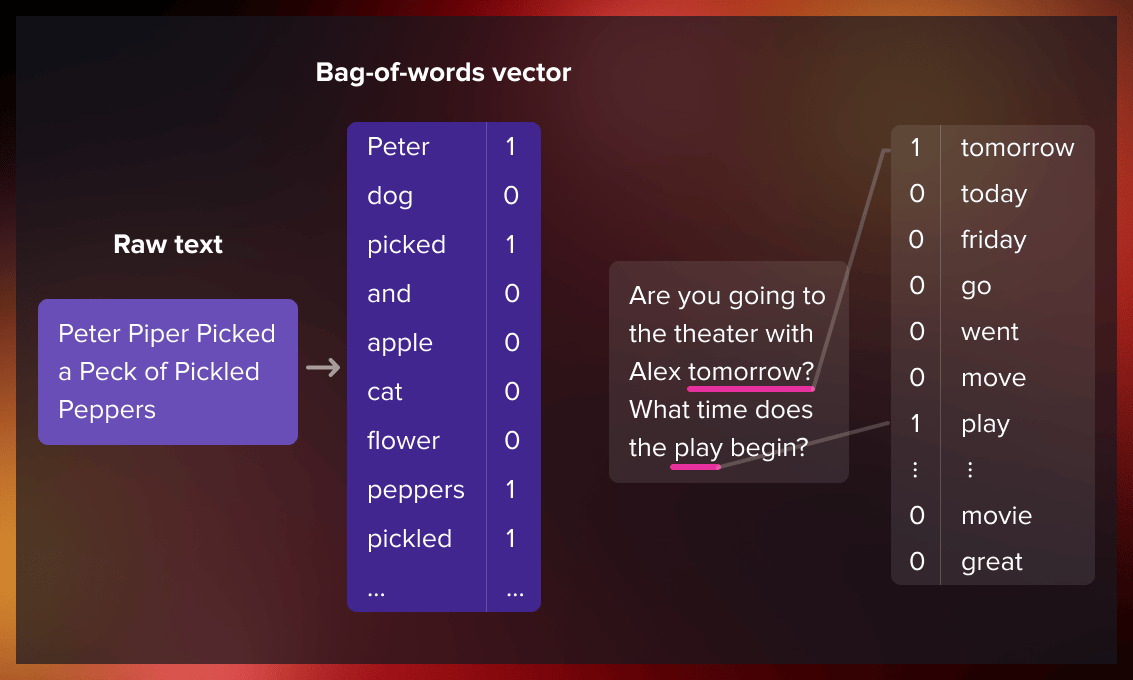 Bag-of-words vector
Raw text
Peter Piper Picked
a Peck of Pickled
Peppers
Peter 1
dog 0
picked 1
and 0
apple 0
cat 0
flower 0
peppers 1
pickled 1
... ...
Are you going to
the theater with
Alex tomorrow?
What time does
the play begin?
1 tomorrow
0 today
0 friday
0 go
0 went
0 move
1 play
⋮ ⋮
0 movie
0 great